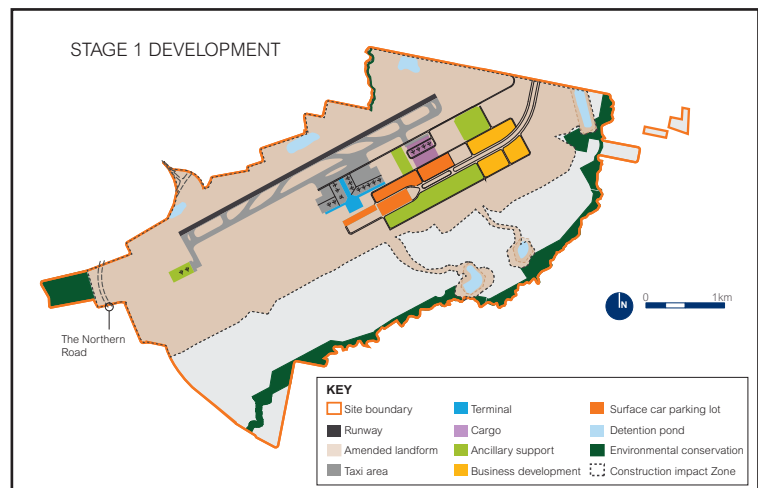 STAGE 1 DEVELOPMENT
N
0
1km
The Northern
Road
KEY
Site boundary
Terminal
Surface car parking lot
Runway
Cargo
Detention pond
Amended landform
Ancillary support
Environmental conservation
Taxi area
Business development
Construction impact Zone